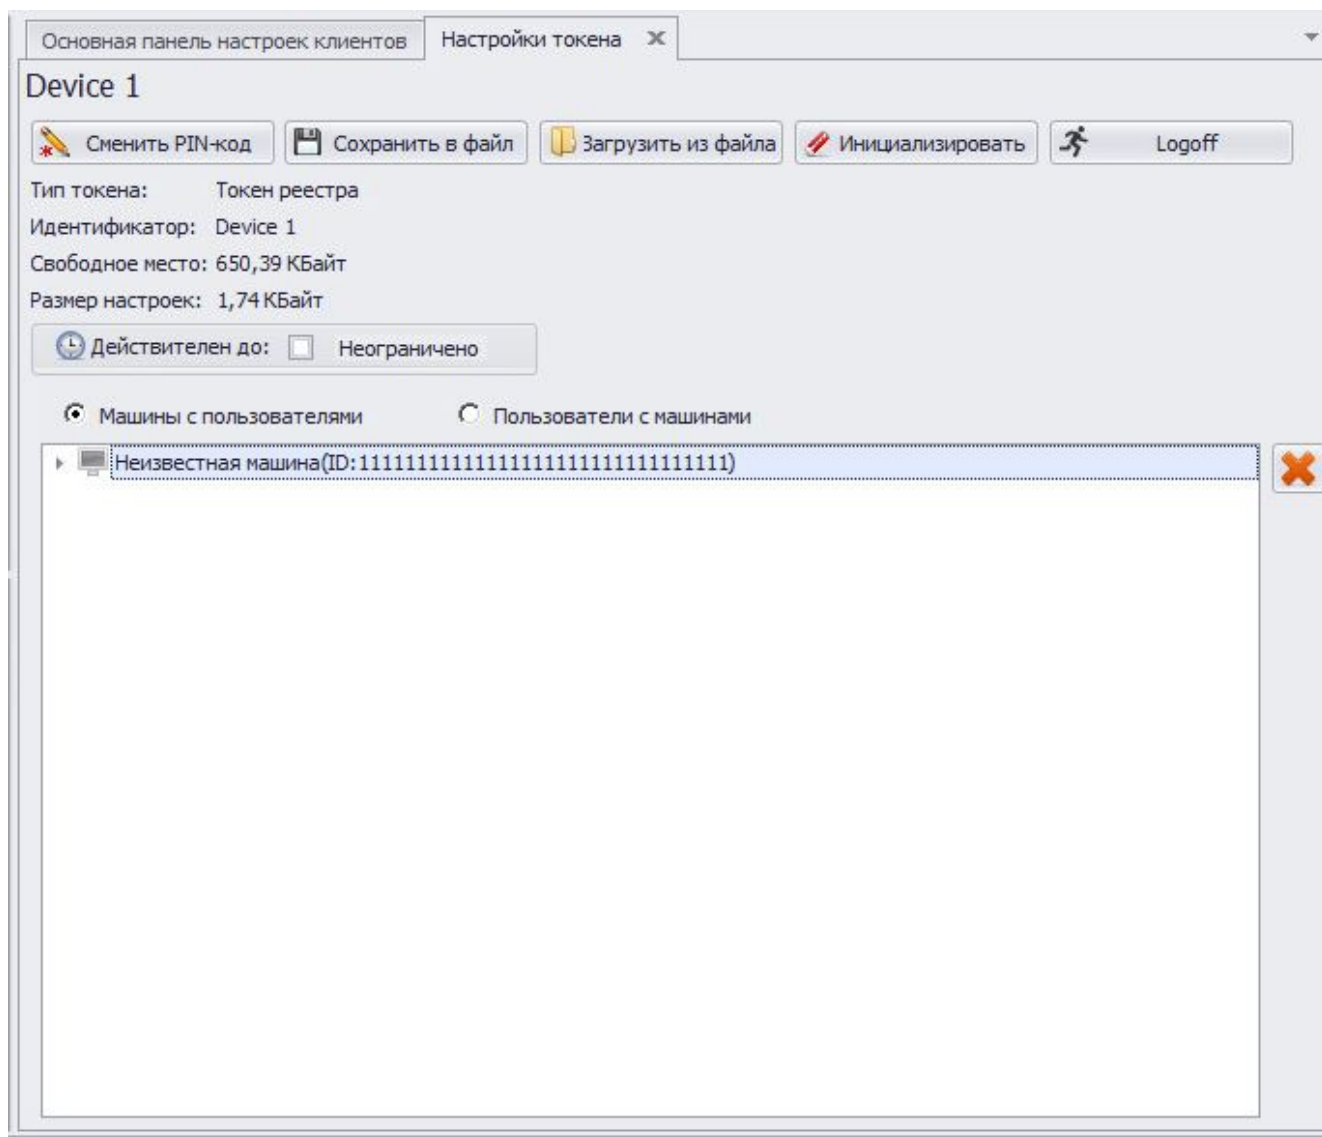 Основная панель настроек клиентов Настройки токена
Device 1
Сменить PIN-код Сохранить в файл Загрузить из файла Инициализировать Logoff
Тип токена: Токен реестра
Идентификатор: Device 1
Свободное место: 650,39 КБайт
Размер настроек: 1,74 КБайт
Действителен до: Неограничено
Машины с пользователями Пользователи с машинами
Неизвестная машина(ID:11111111111111111111111111111111)